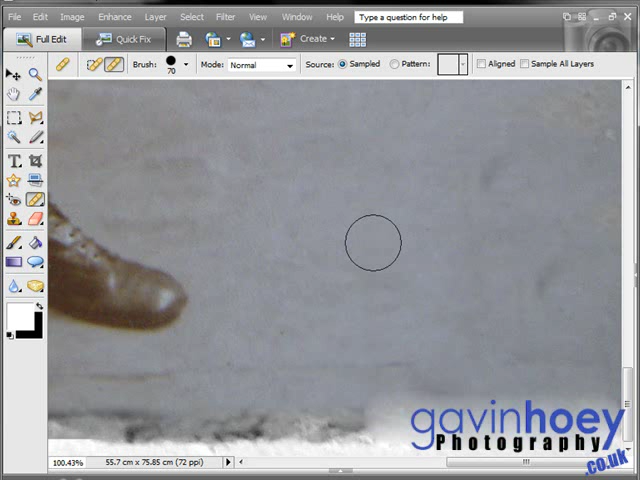 File Edit Image Enhance Layer Select Filter View Window Help Type a question for help
Full Edit Quick Fix Create
Brush: 70 Mode: Normal Source: Sampled Pattern: Aligned Sample All Layers
T
gavinhoey
Photography
.co.uk
100.43% 55.7 cm x 75.85 cm (72 ppi)